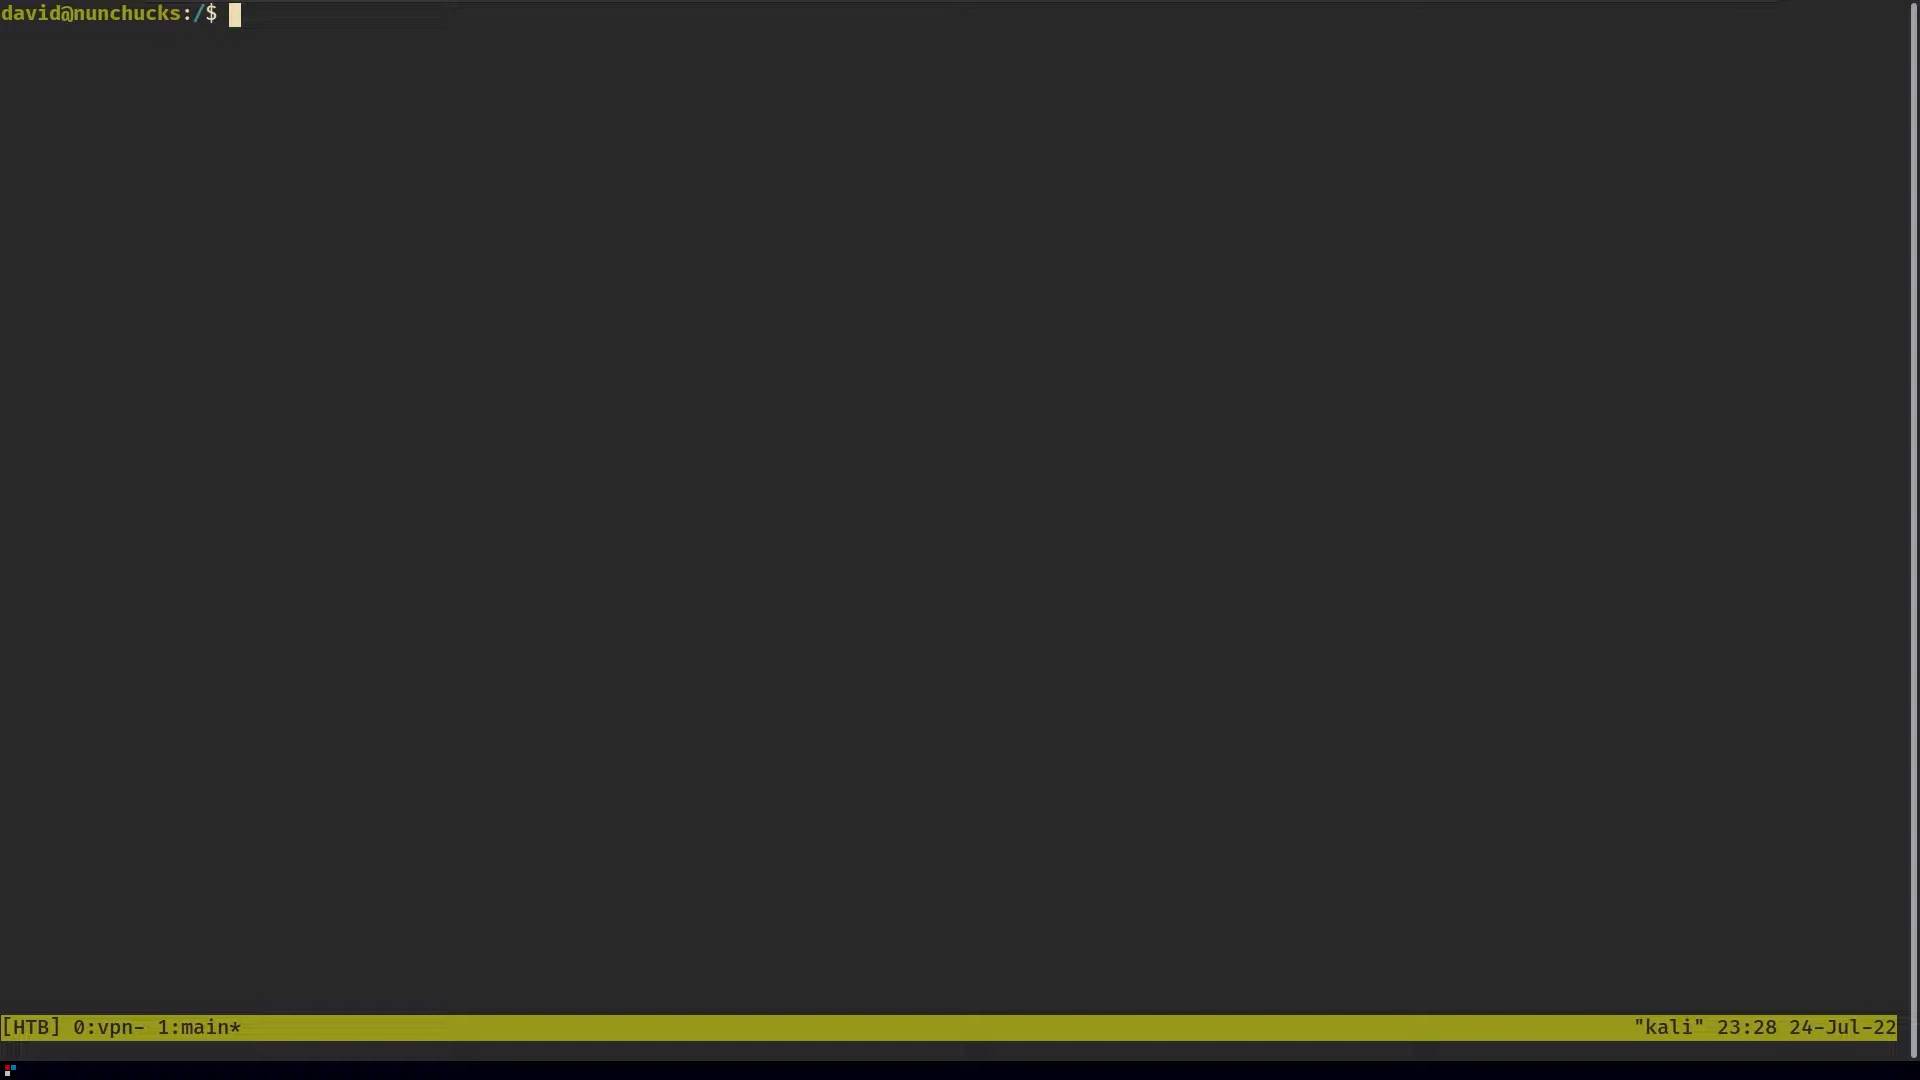 david@nunchucks:/$
[HTB] 0:vpn- 1:main* "kali" 23:28 24-Jul-22